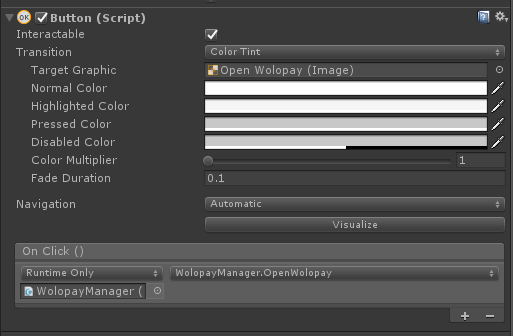 OK Button (Script)
Interactable
Transition Color Tint
Target Graphic Open Wolopay (Image)
Normal Color
Highlighted Color
Pressed Color
Disabled Color
Color Multiplier 1
Fade Duration 0.1
Navigation Automatic
Visualize
On Click ()
Runtime Only WolopayManager.OpenWolopay
WolopayManager (